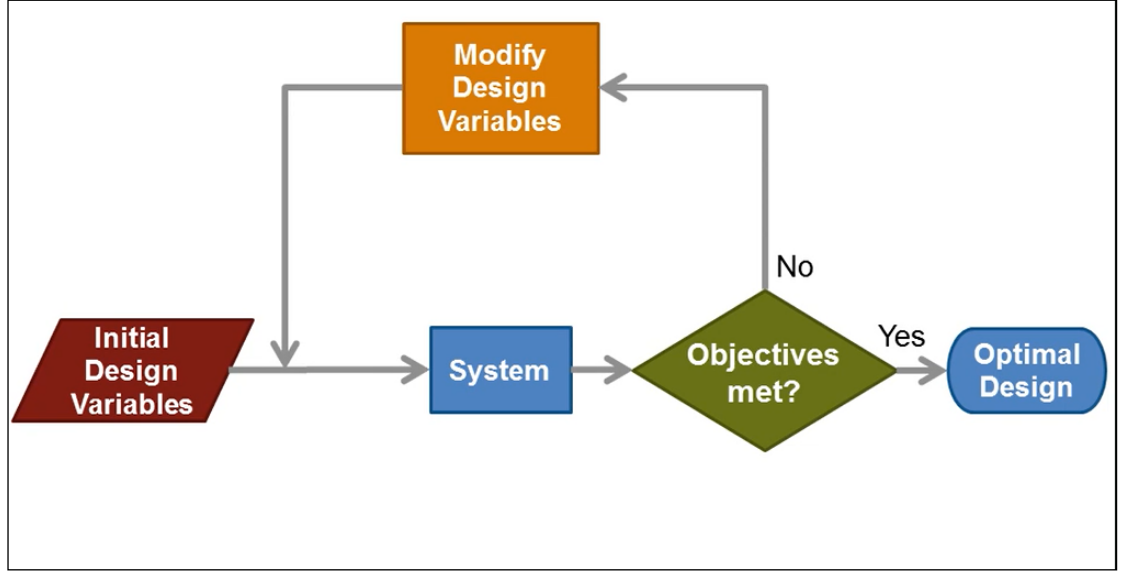 Modify
Design
Variables
No
Initial
Design
Variables
System
Objectives
met?
Yes
Optimal
Design